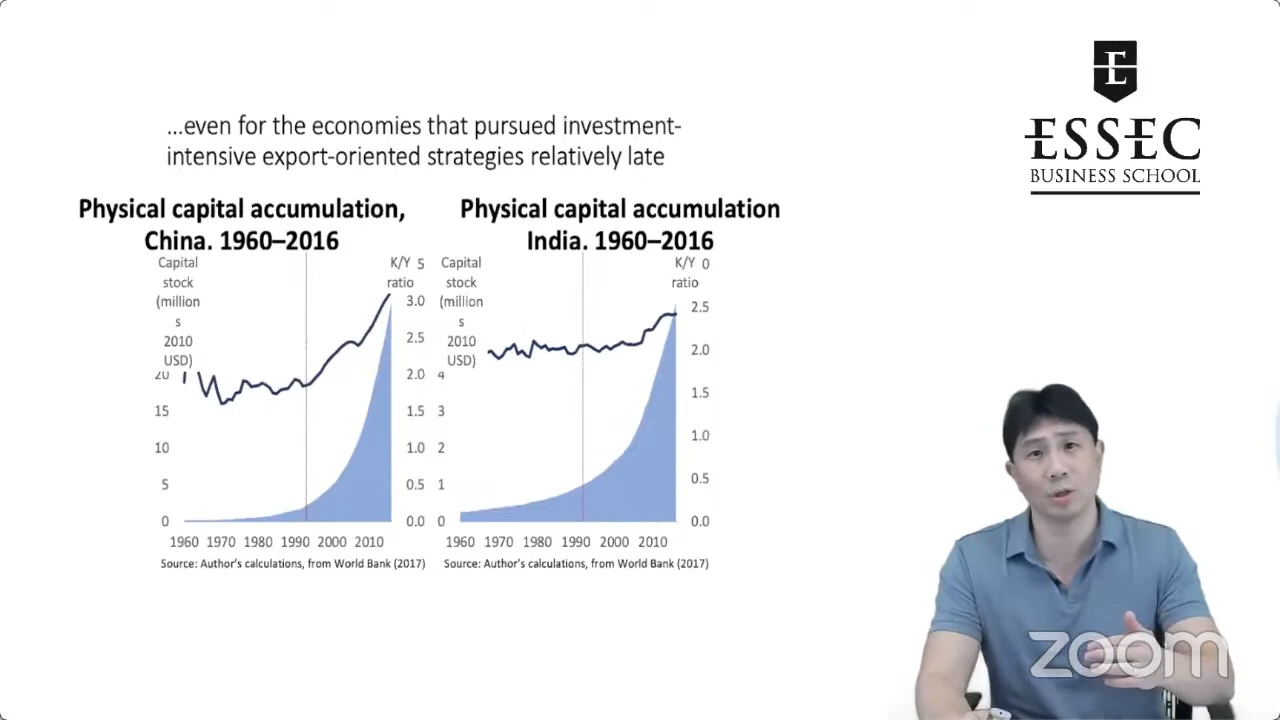 E
ESSEC
BUSINESS SCHOOL
...even for the economies that pursued investment-
intensive export-oriented strategies relatively late
Physical capital accumulation,
China. 1960–2016
Capital
stock
(million
s
2010
USD)
K/Y 5
ratio
3.0
2.5
20 2.0
15 1.5
10 1.0
5 0.5
0 0.0
1960 1970 1980 1990 2000 2010
Source: Author's calculations, from World Bank (2017)
Physical capital accumulation
India. 1960–2016
Capital
stock
(million
s
2010
USD)
K/Y 0
ratio
2.5
2.0
4
1.5
3
1.0
2
0.5
1
0 0.0
1960 1970 1980 1990 2000 2010
Source: Author's calculations, from World Bank (2017)
zoom